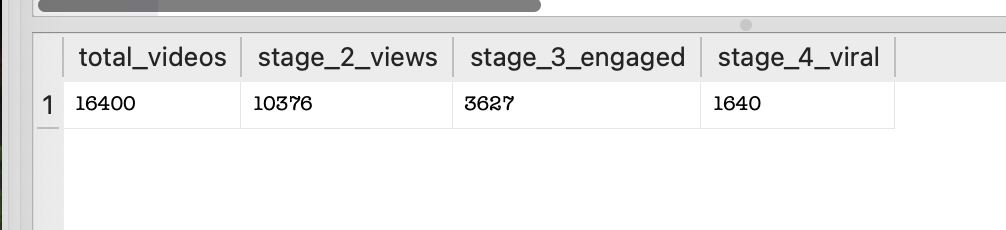 total_videos stage_2_views stage_3_engaged stage_4_viral
1 16400 10376 3627 1640